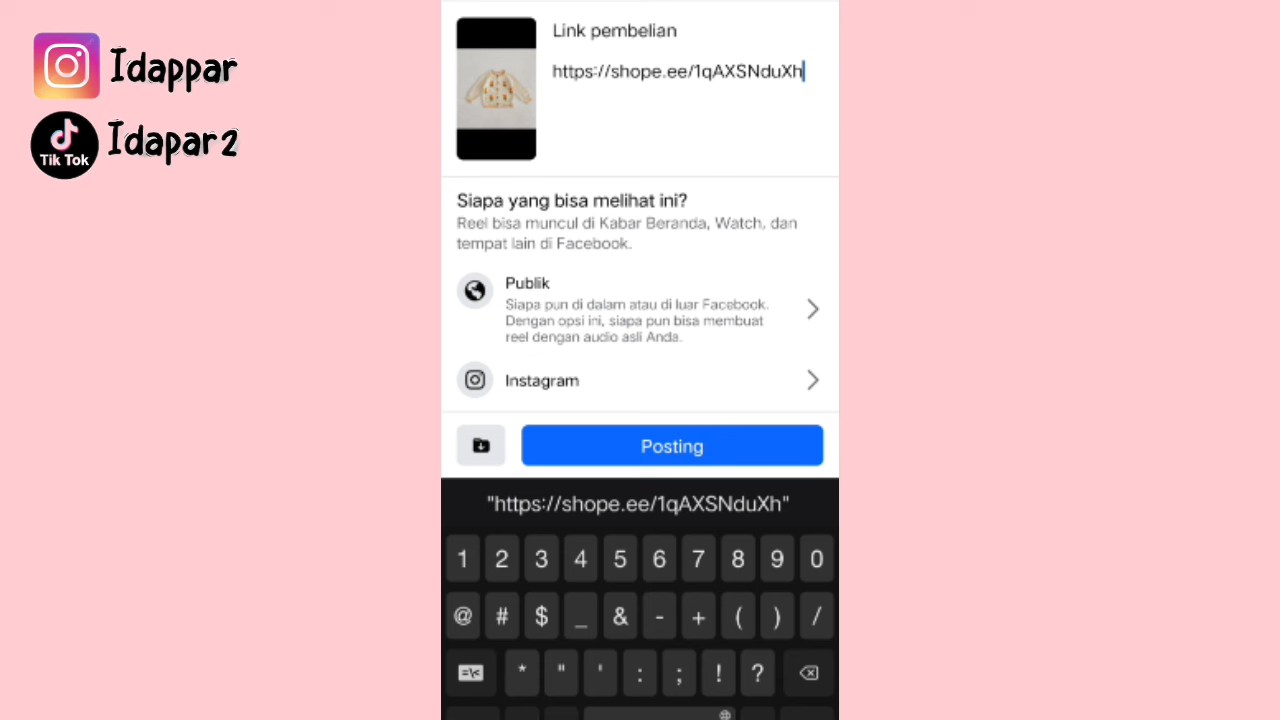 Idappar
Tik Tok
Idapar2
Link pembelian
https://shope.ee/1qAXSNduXh
Siapa yang bisa melihat ini?
Reel bisa muncul di Kabar Beranda, Watch, dan
tempat lain di Facebook.
Publik
Siapa pun di dalam atau di luar Facebook.
Dengan opsi ini, siapa pun bisa membuat
reel dengan audio asli Anda.
Instagram
Posting
"https://shope.ee/1qAXSNduXh"
1 2 3 4 5 6 7 8 9 0
@ # $ _ & - + ( ) /
=\< * " ' : ; ! ?